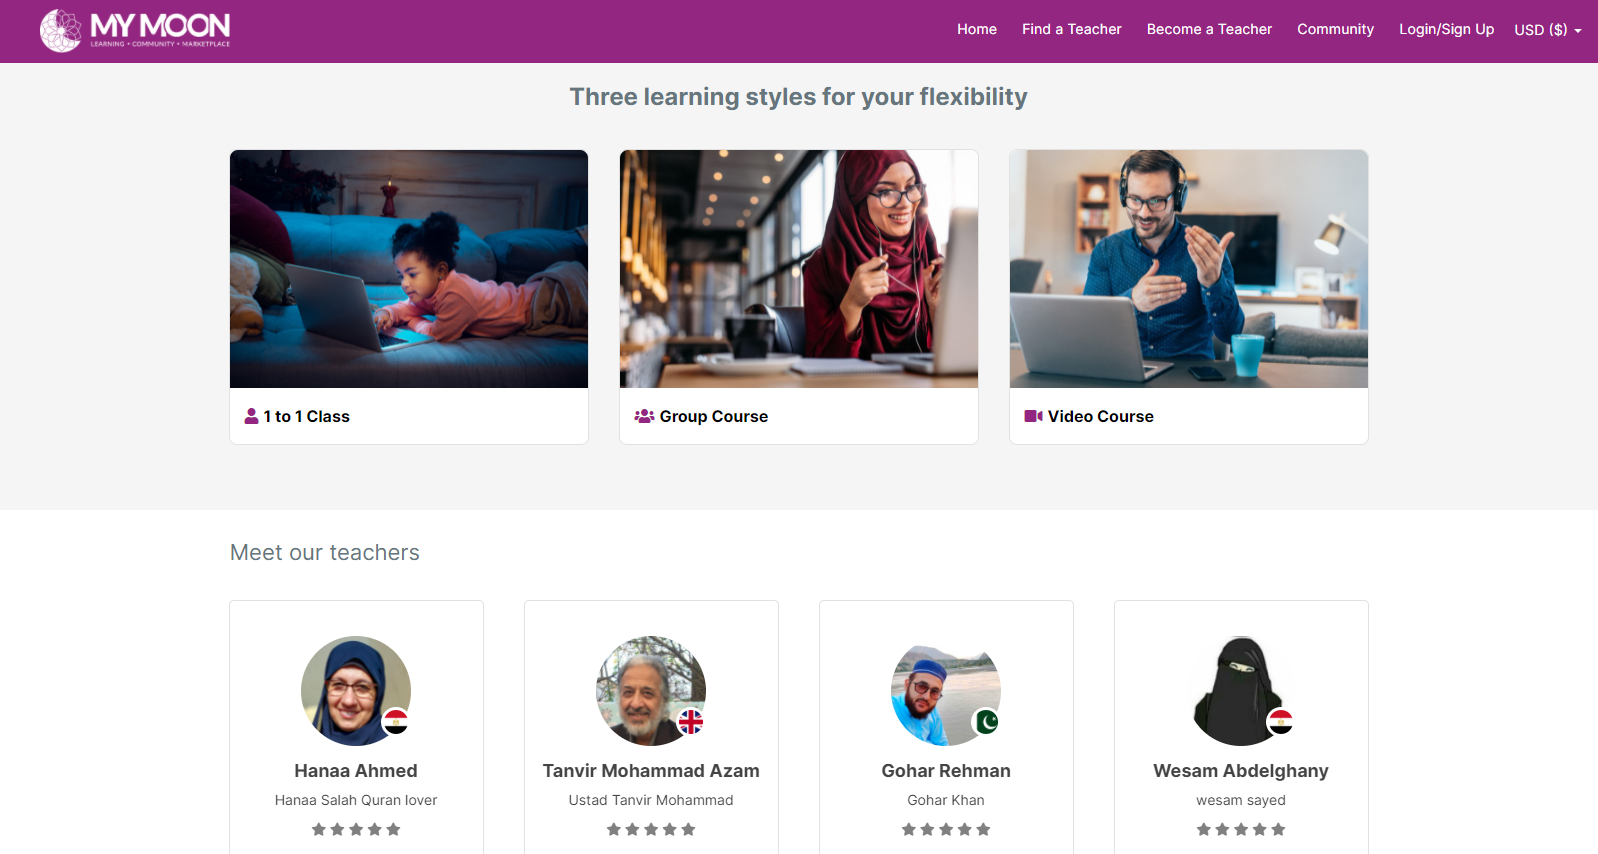 MY MOON
LEARNING • COMMUNITY • MARKETPLACE
Home Find a Teacher Become a Teacher Community Login/Sign Up USD ($)
Three learning styles for your flexibility
1 to 1 Class
Group Course
Video Course
Meet our teachers
Hanaa Ahmed
Hanaa Salah Quran lover
Tanvir Mohammad Azam
Ustad Tanvir Mohammad
Gohar Rehman
Gohar Khan
Wesam Abdelghany
wesam sayed